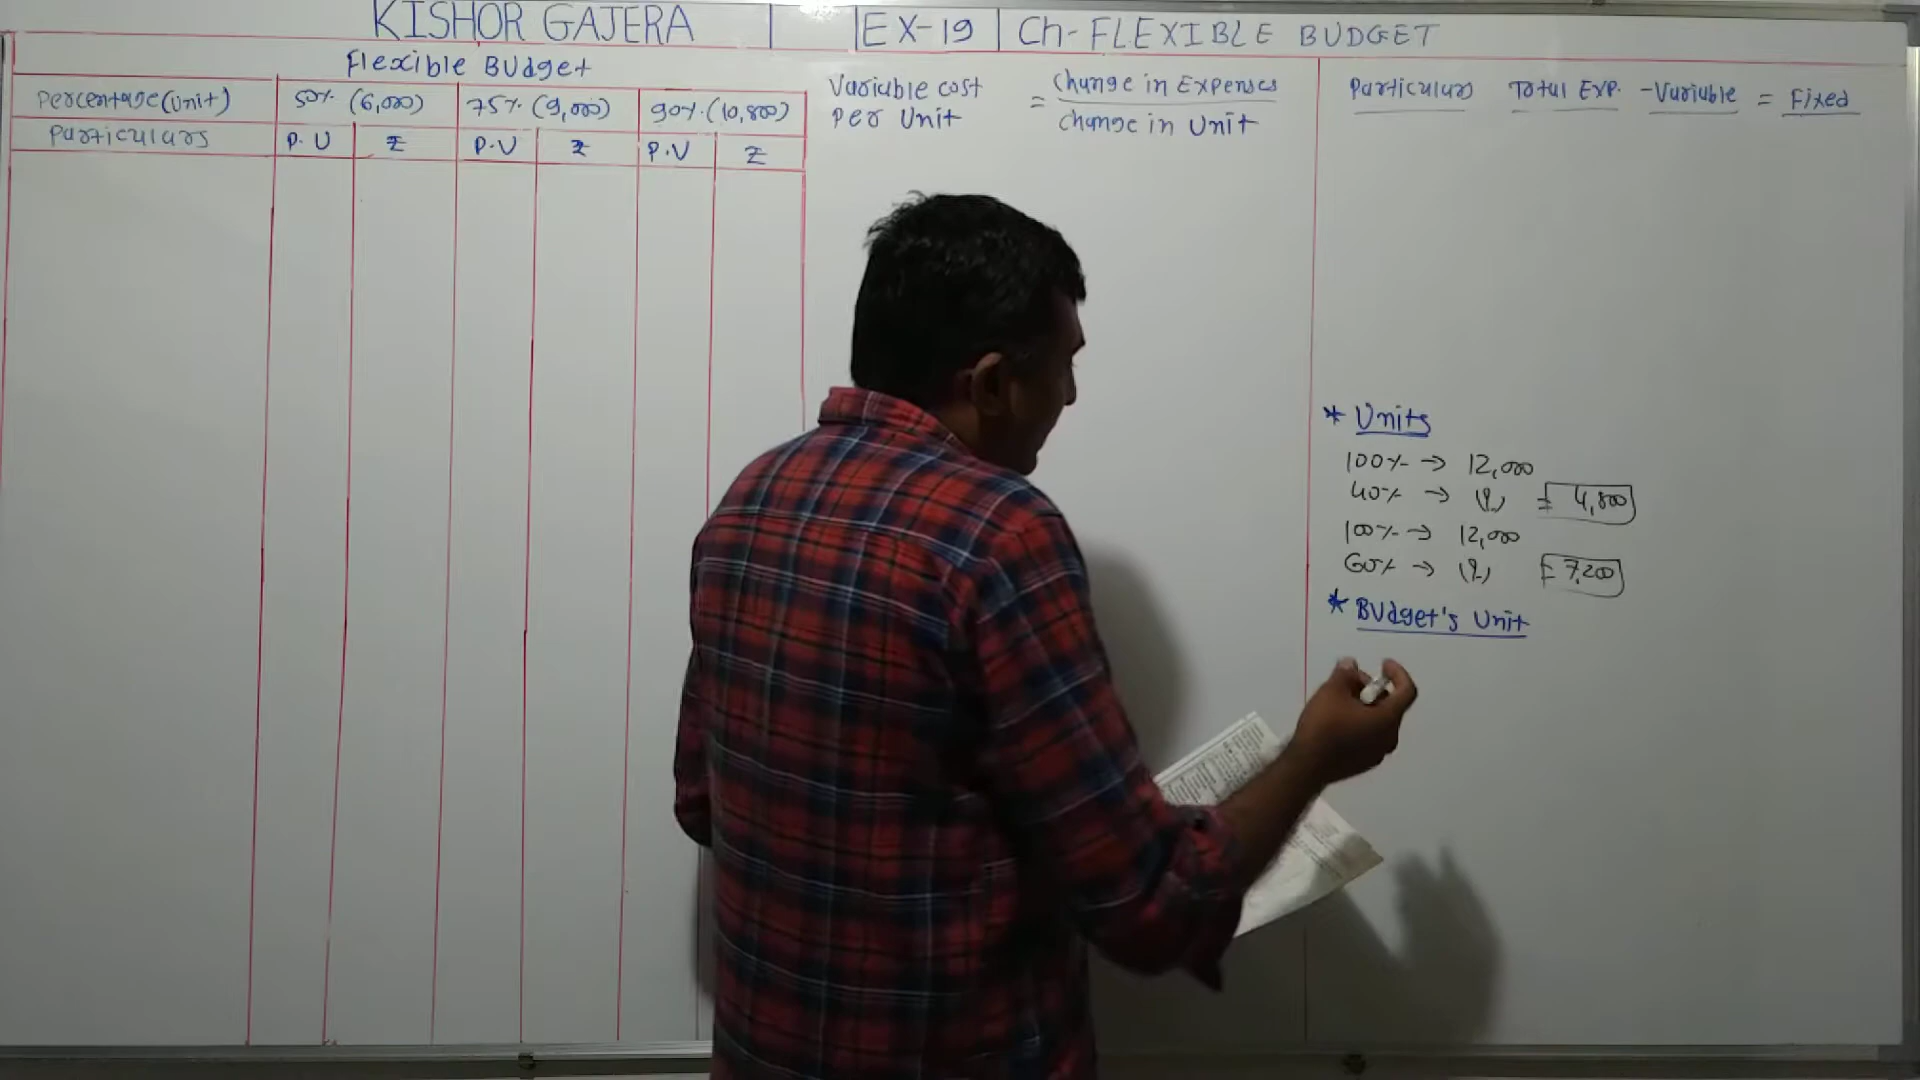 KISHOR GAJERA EX-19 Ch- FLEXIBLE BUDGET
Flexible BUdget
Percentage(Unit) 50% (6,000) 75% (9,000) 90% (10,800)
Particulars P.U ₹ P.U ₹ P.U ₹
Variable cost per Unit = Change in Expenses / change in Unit
Particulars Total Exp. - Variable = Fixed
* Units
100% → 12,000
40% → (?) = 4,800
100% → 12,000
60% → (?) = 7,200
* BUdget's Unit